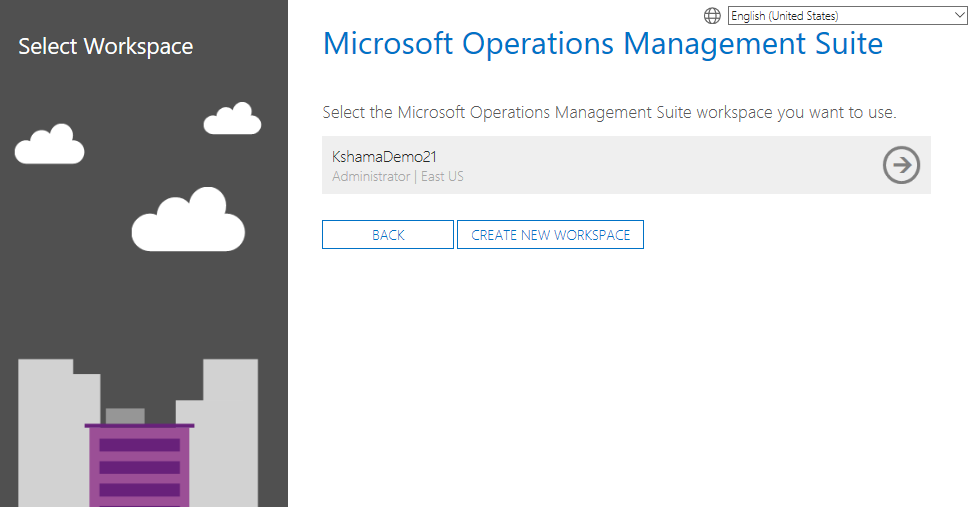 Select Workspace
English (United States)
Microsoft Operations Management Suite
Select the Microsoft Operations Management Suite workspace you want to use.
KshamaDemo21
Administrator | East US
BACK
CREATE NEW WORKSPACE